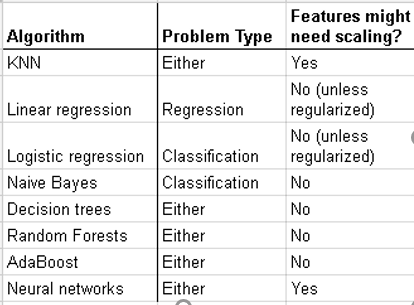 Algorithm Problem Type Features might need scaling?
KNN Either Yes
Linear regression Regression No (unless regularized)
Logistic regression Classification No (unless regularized)
Naive Bayes Classification No
Decision trees Either No
Random Forests Either No
AdaBoost Either No
Neural networks Either Yes